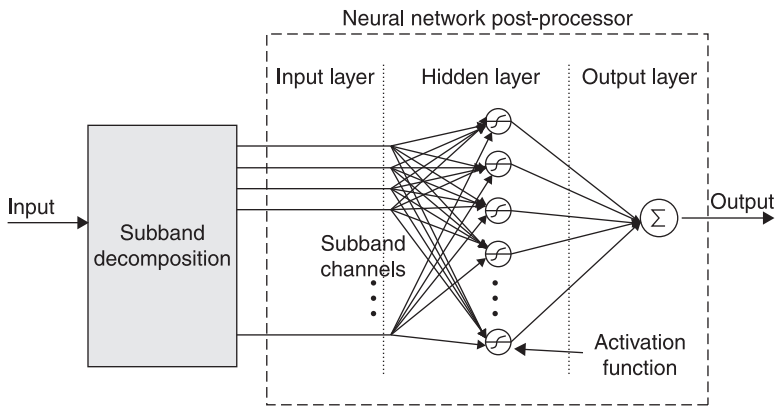 Neural network post-processor
Input layer
Hidden layer
Output layer
Input
Subband
decomposition
Subband
channels
Σ
Output
Activation
function